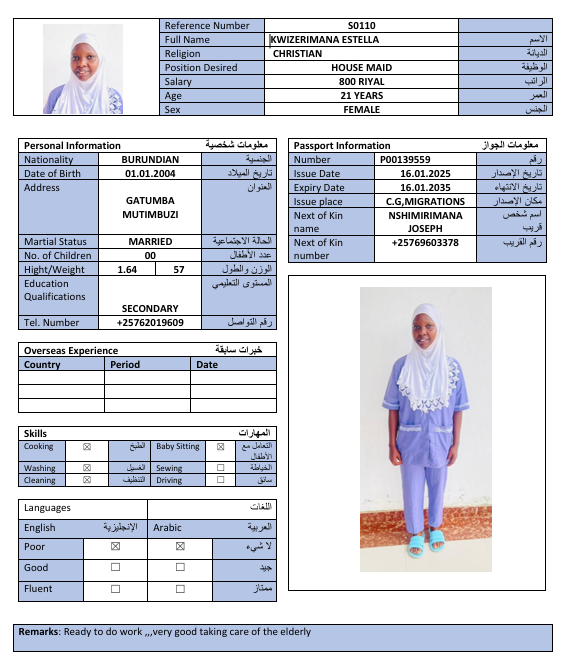 Reference Number S0110
Full Name KWIZERIMANA ESTELLA الاسم
Religion CHRISTIAN الديانة
Position Desired HOUSE MAID الوظيفة
Salary 800 RIYAL الراتب
Age 21 YEARS العمر
Sex FEMALE الجنس
Personal Information معلومات شخصية
Nationality BURUNDIAN الجنسية
Date of Birth 01.01.2004 تاريخ الميلاد
Address العنوان
GATUMBA
MUTIMBUZI
Martial Status MARRIED الحالة الاجتماعية
No. of Children 00 عدد الأطفال
Hight/Weight 1.64 57 الوزن والطول
Education المستوى التعليمي
Qualifications
SECONDARY
Tel. Number +25762019609 رقم التواصل
Passport Information معلومات الجواز
Number P00139559 رقم
Issue Date 16.01.2025 تاريخ الإصدار
Expiry Date 16.01.2035 تاريخ الانتهاء
Issue place C.G,MIGRATIONS مكان الإصدار
Next of Kin NSHIMIRIMANA اسم شخص
name JOSEPH قريب
Next of Kin +25769603378 رقم القريب
number
Overseas Experience خبرات سابقة
Country Period Date
Skills المهارات
Cooking ☒ الطبخ Baby Sitting ☒ التعامل مع
الأطفال
Washing ☒ الغسيل Sewing ☐ الخياطة
Cleaning ☒ التنظيف Driving ☐ سائق
Languages اللغات
English الإنجليزية Arabic العربية
Poor ☒ ☒ لا شيء
Good ☐ ☐ جيد
Fluent ☐ ☐ ممتاز
Remarks: Ready to do work ,,,very good taking care of the elderly